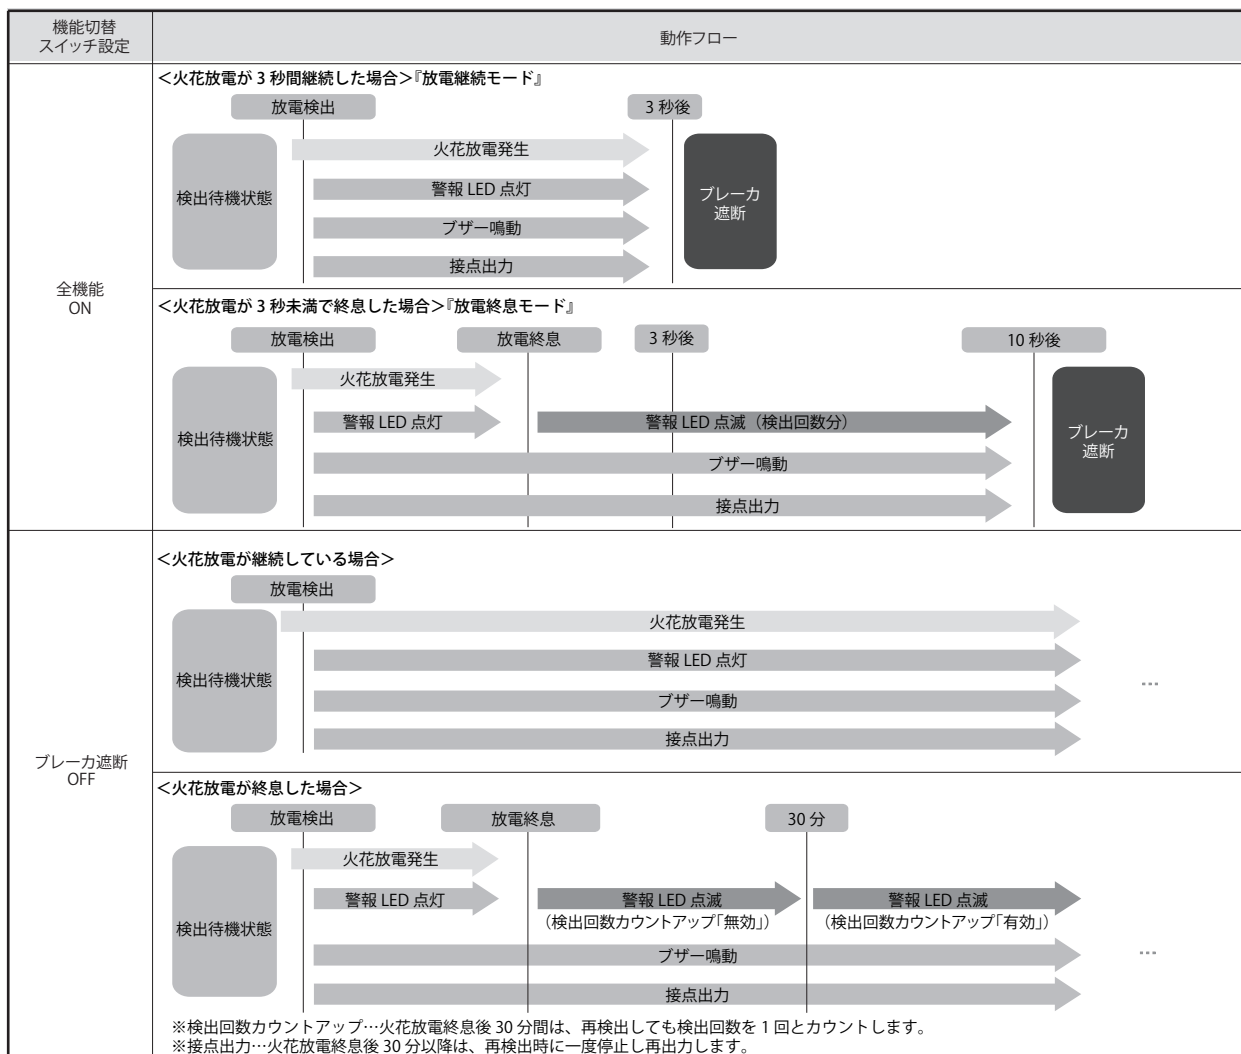 機能切替
スイッチ設定
動作フロー
全機能
ON
＜火花放電が 3 秒間継続した場合＞『放電継続モード』
放電検出
3 秒後
検出待機状態
火花放電発生
警報 LED 点灯
ブザー鳴動
接点出力
ブレーカ
遮断
＜火花放電が 3 秒未満で終息した場合＞『放電終息モード』
放電検出
放電終息
3 秒後
10 秒後
検出待機状態
火花放電発生
警報 LED 点灯
警報 LED 点滅（検出回数分）
ブザー鳴動
接点出力
ブレーカ
遮断
ブレーカ遮断
OFF
＜火花放電が継続している場合＞
放電検出
検出待機状態
火花放電発生
警報 LED 点灯
ブザー鳴動
接点出力
…
＜火花放電が終息した場合＞
放電検出
放電終息
30 分
検出待機状態
火花放電発生
警報 LED 点灯
警報 LED 点滅
（検出回数カウントアップ「無効」）
警報 LED 点滅
（検出回数カウントアップ「有効」）
ブザー鳴動
接点出力
…
※検出回数カウントアップ…火花放電終息後 30 分間は、再検出しても検出回数を 1 回とカウントします。
※接点出力…火花放電終息後 30 分以降は、再検出時に一度停止し再出力します。